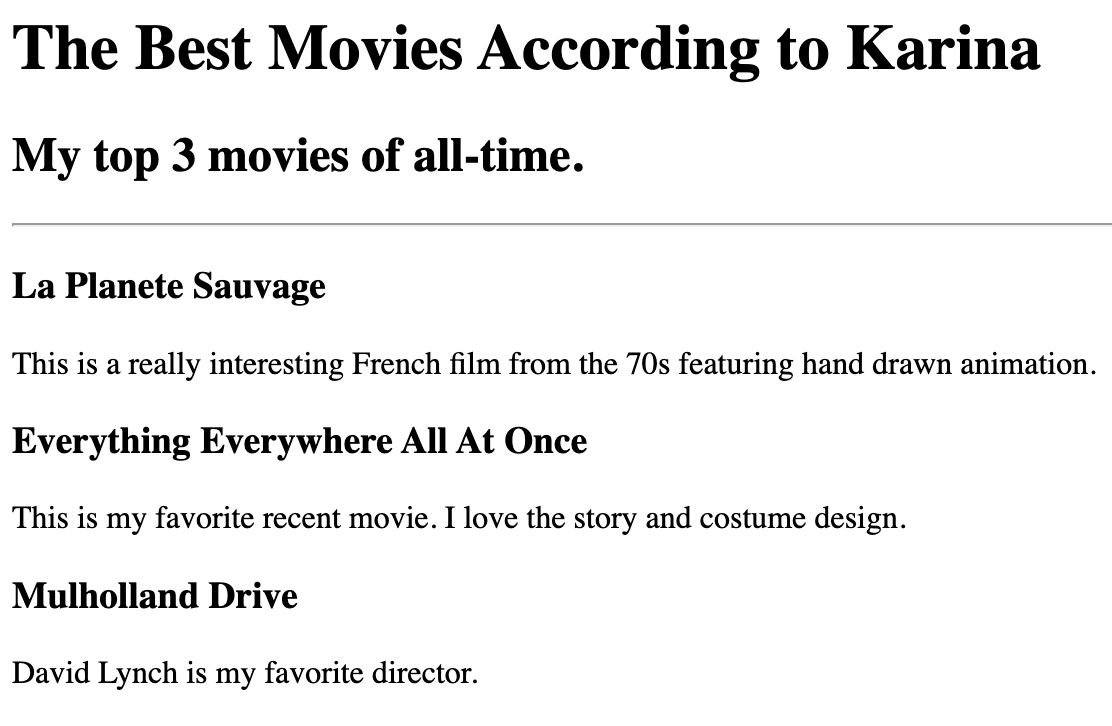 The Best Movies According to Karina
My top 3 movies of all-time.
La Planete Sauvage
This is a really interesting French film from the 70s featuring hand drawn animation.
Everything Everywhere All At Once
This is my favorite recent movie. I love the story and costume design.
Mulholland Drive
David Lynch is my favorite director.